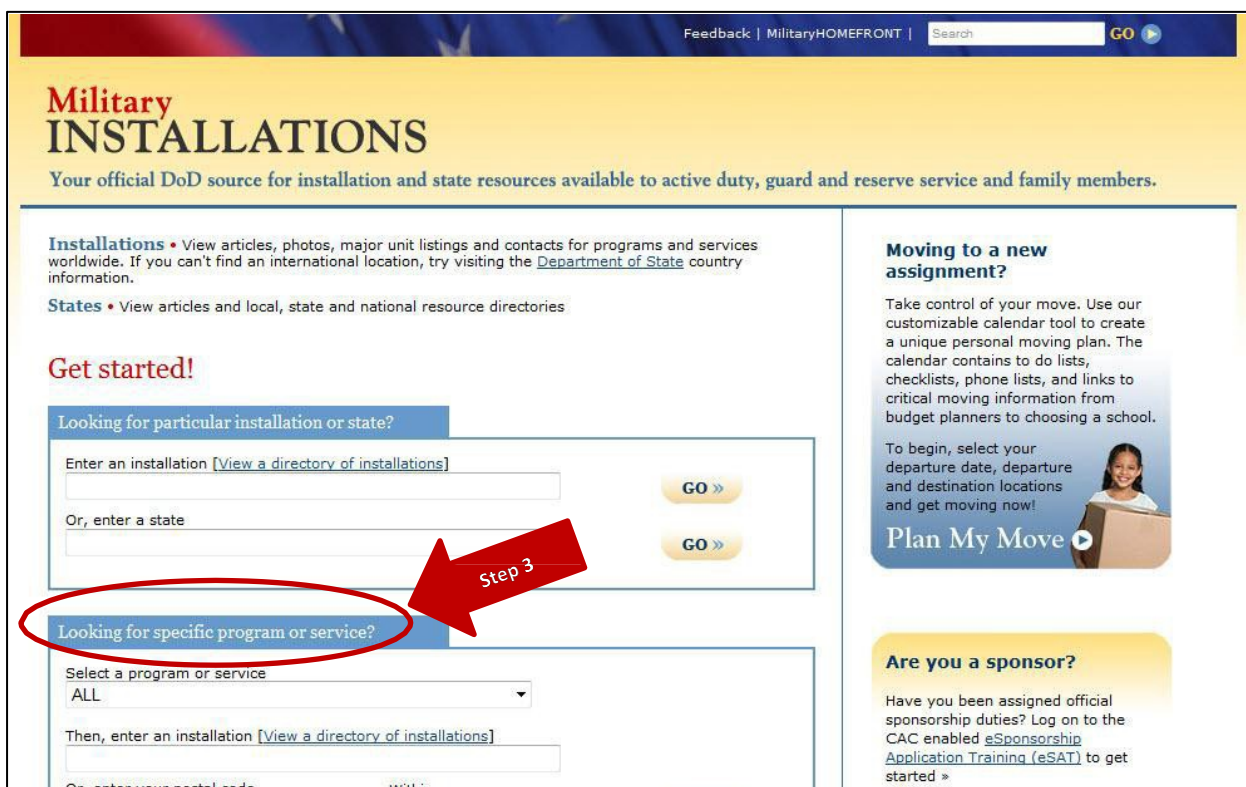 Feedback | MilitaryHOMEFRONT |
Search
GO
Military
INSTALLATIONS
Your official DoD source for installation and state resources available to active duty, guard and reserve service and family members.
Installations • View articles, photos, major unit listings and contacts for programs and services
worldwide. If you can't find an international location, try visiting the Department of State country
information.
States • View articles and local, state and national resource directories
Get started!
Looking for particular installation or state?
Enter an installation [View a directory of installations]
GO »
Or, enter a state
GO »
Step 3
Looking for specific program or service?
Select a program or service
ALL
Then, enter an installation [View a directory of installations]
Or, enter your postal code
Within
Moving to a new
assignment?
Take control of your move. Use our
customizable calendar tool to create
a unique personal moving plan. The
calendar contains to do lists,
checklists, phone lists, and links to
critical moving information from
budget planners to choosing a school.
To begin, select your
departure date, departure
and destination locations
and get moving now!
Plan My Move
Are you a sponsor?
Have you been assigned official
sponsorship duties? Log on to the
CAC enabled eSponsorship
Application Training (eSAT) to get
started »